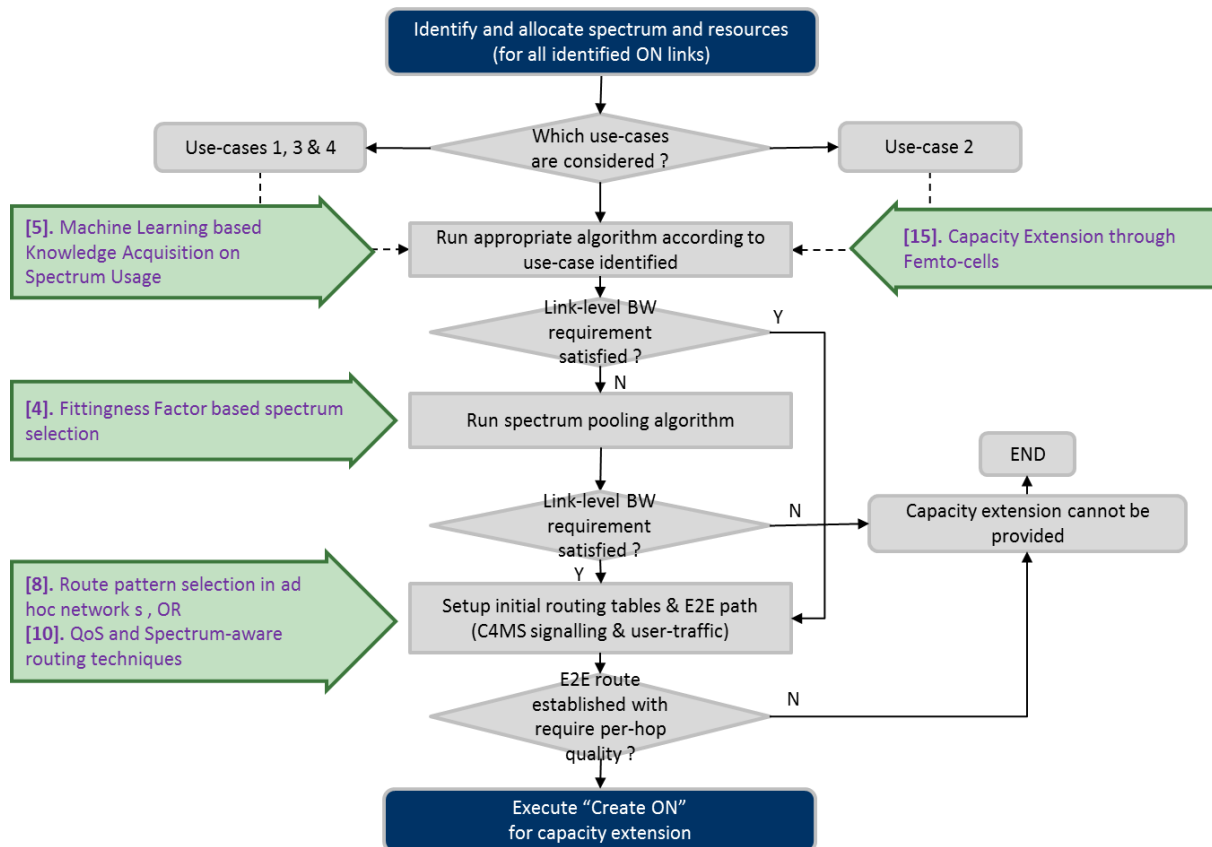 Identify and allocate spectrum and resources
(for all identified ON links)
Which use-cases
are considered ?
Use-cases 1, 3 & 4
Use-case 2
[5]. Machine Learning based
Knowledge Acquisition on
Spectrum Usage
Run appropriate algorithm according to
use-case identified
[15]. Capacity Extension through
Femto-cells
Link-level BW
requirement
satisfied ?
Y
N
[4]. Fittingness Factor based spectrum
selection
Run spectrum pooling algorithm
END
Link-level BW
requirement
satisfied ?
N
Capacity extension cannot be
provided
Y
[8]. Route pattern selection in ad
hoc network s , OR
[10]. QoS and Spectrum-aware
routing techniques
Setup initial routing tables & E2E path
(C4MS signalling & user-traffic)
E2E route
established with
require per-hop
quality ?
N
Execute “Create ON”
for capacity extension